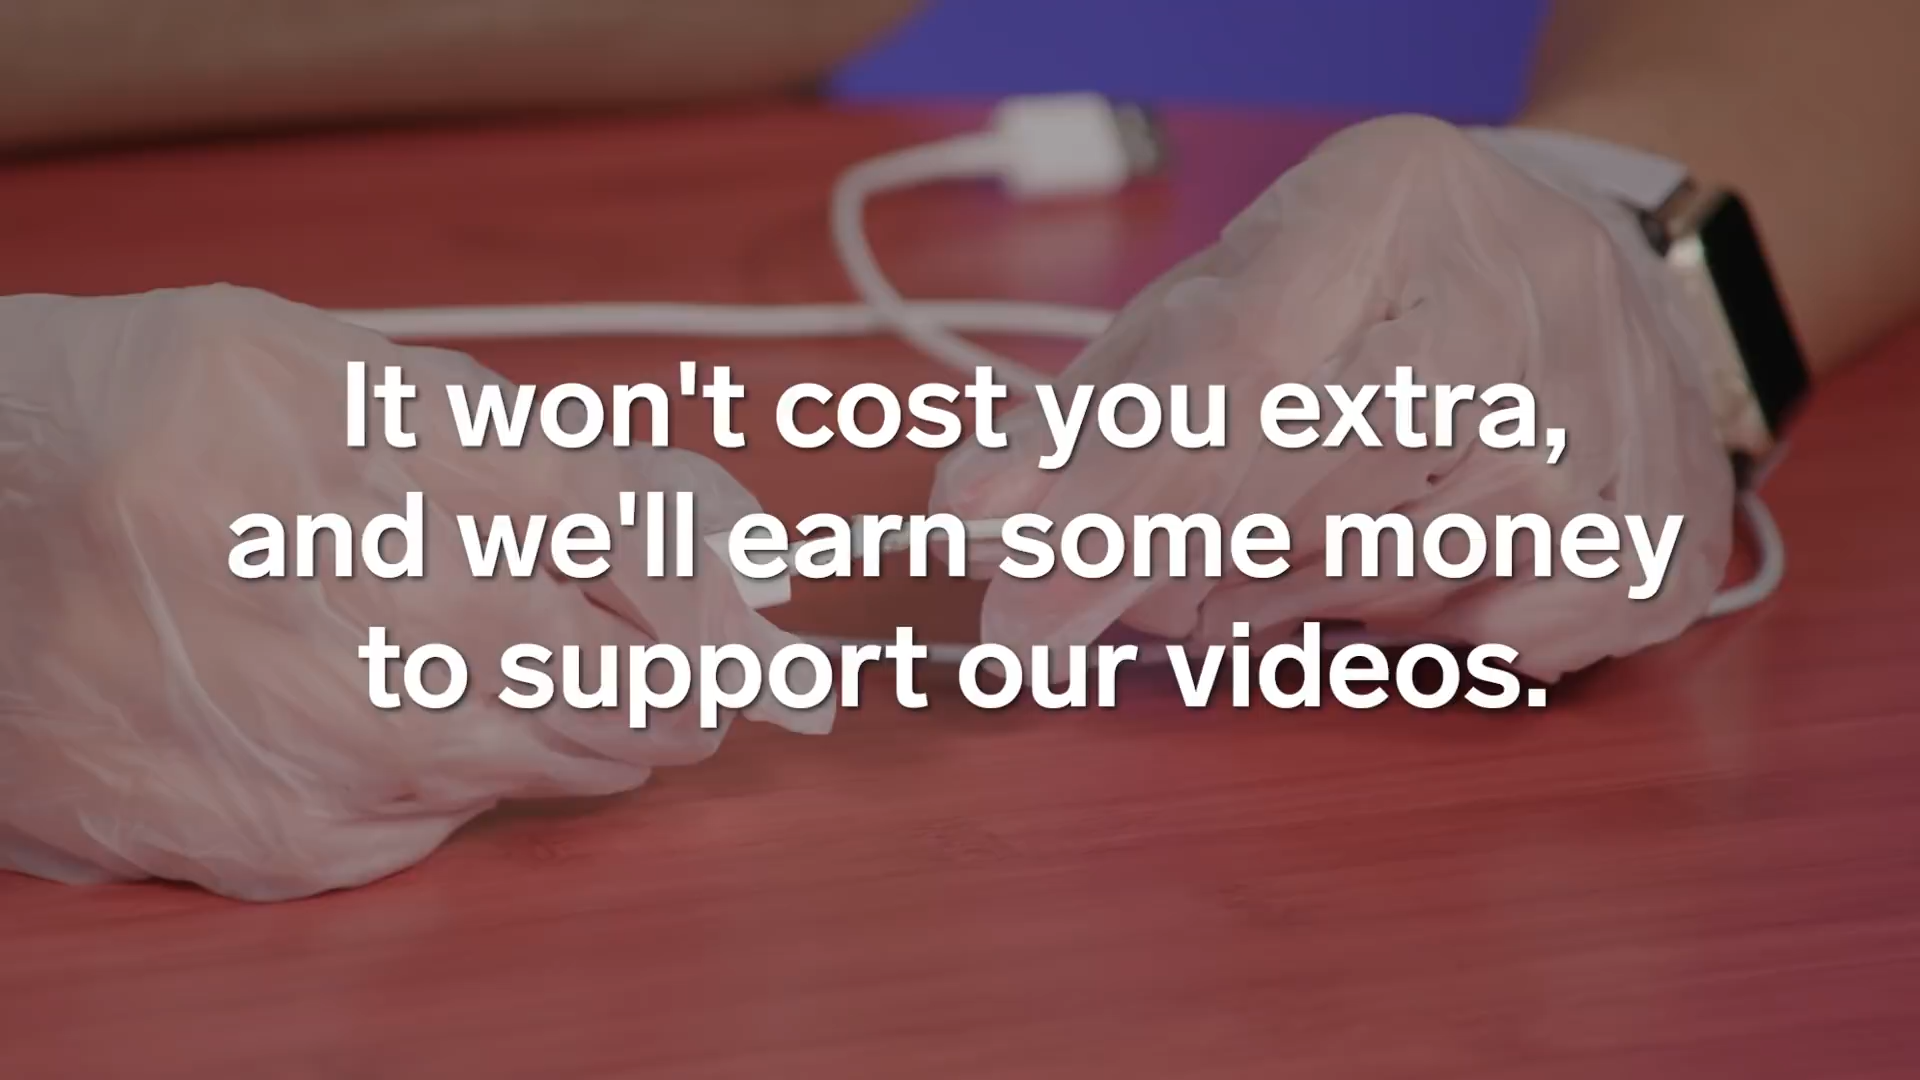 It won't cost you extra,
and we'll earn some money
to support our videos.